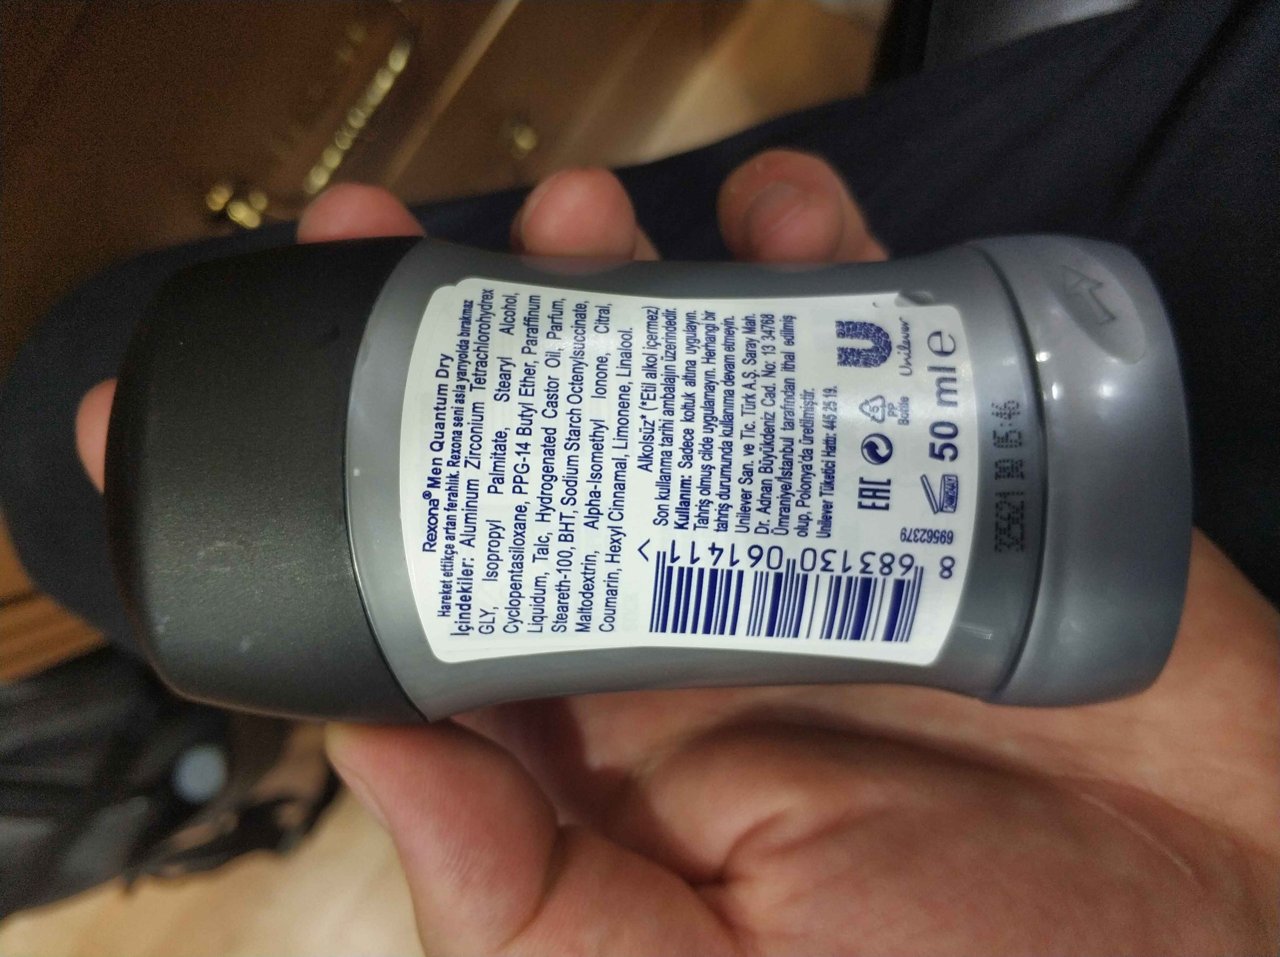 Rexona® Men Quantum Dry
Hareket ettikçe artan ferahlık. Rexona seni asla yarıyolda bırakmaz
İçindekiler: Aluminum Zirconium Tetrachlorohydrex
GLY, Isopropyl Palmitate, Stearyl Alcohol,
Cyclopentasiloxane, PPG-14 Butyl Ether, Paraffinum
Liquidum, Talc, Hydrogenated Castor Oil, Parfum,
Steareth-100, BHT, Sodium Starch Octenylsuccinate,
Maltodextrin, Alpha-Isomethyl Ionone, Citral,
Coumarin, Hexyl Cinnamal, Limonene, Linalool.
Alkolsüz* (*Etil alkol içermez)
Son kullanma tarihi ambalajın üzerindedir.
Kullanım: Sadece koltuk altına uygulayın.
Tahriş olmuş cilde uygulamayın. Herhangi bir
tahriş durumunda kullanıma devam etmeyin.
Unilever San. ve Tic. Türk A.Ş. Saray Mah.
Dr. Adnan Büyükdeniz Cad. No: 13 34768
Ümraniye/İstanbul tarafından ithal edilmiş
olup, Polonya'da üretilmiştir.
Unilever Tüketici Hattı: 445 25 19.
8 683130 061411 >
EAC
5
PP
Bottle
Unilever
69562379
50 ml e
05:46